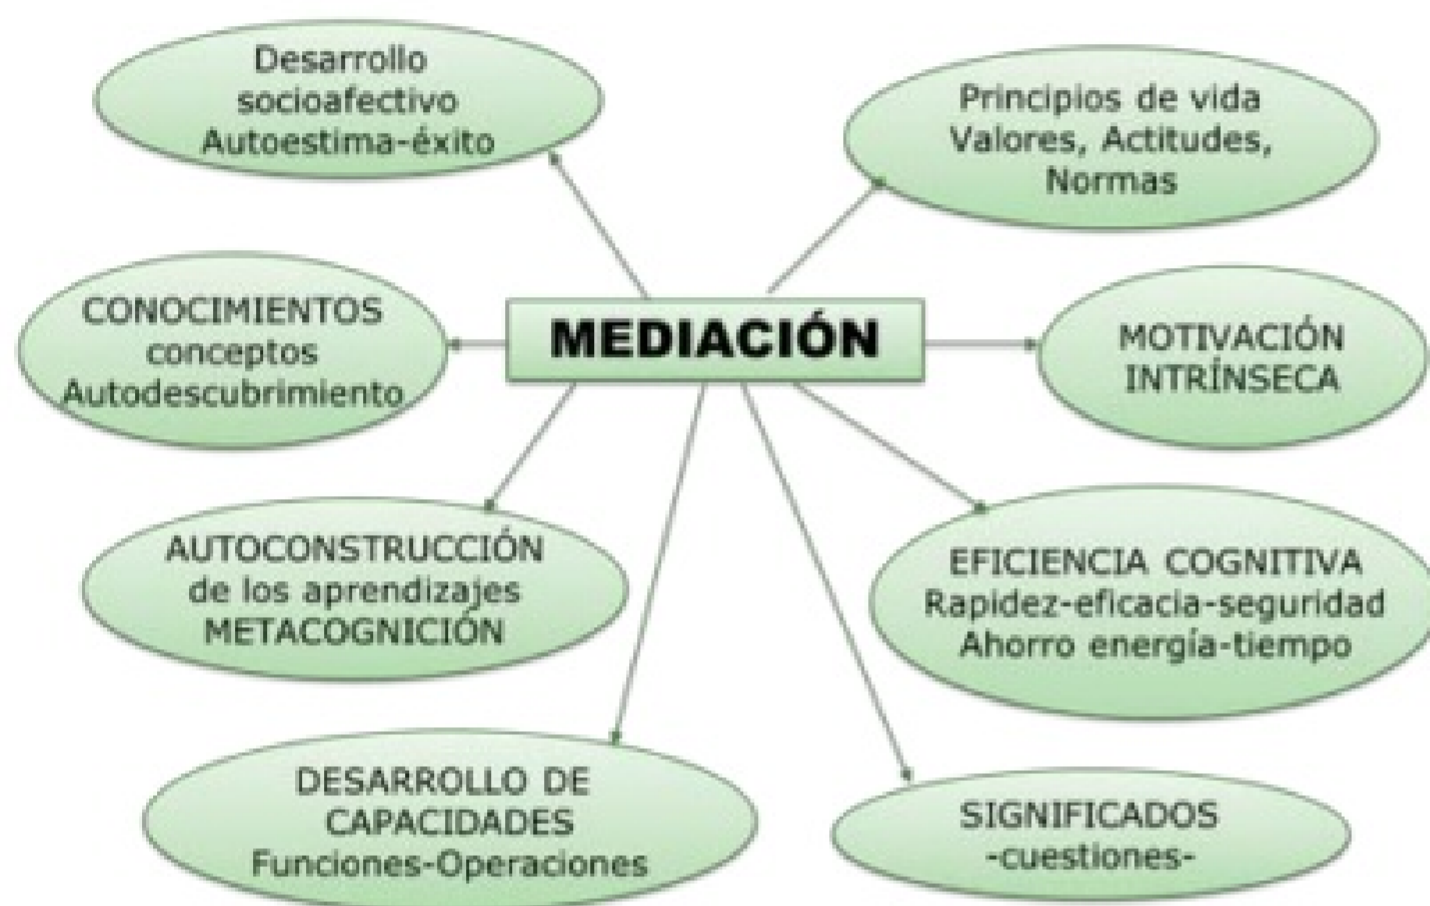 Desarrollo
socioafectivo
Autoestima-éxito
Principios de vida
Valores, Actitudes,
Normas
CONOCIMIENTOS
conceptos
Autodescubrimiento
MEDIACIÓN
MOTIVACIÓN
INTRÍNSECA
AUTOCONSTRUCCIÓN
de los aprendizajes
METACOGNICIÓN
EFICIENCIA COGNITIVA
Rapidez-eficacia-seguridad
Ahorro energía-tiempo
DESARROLLO DE
CAPACIDADES
Funciones-Operaciones
SIGNIFICADOS
-cuestiones-